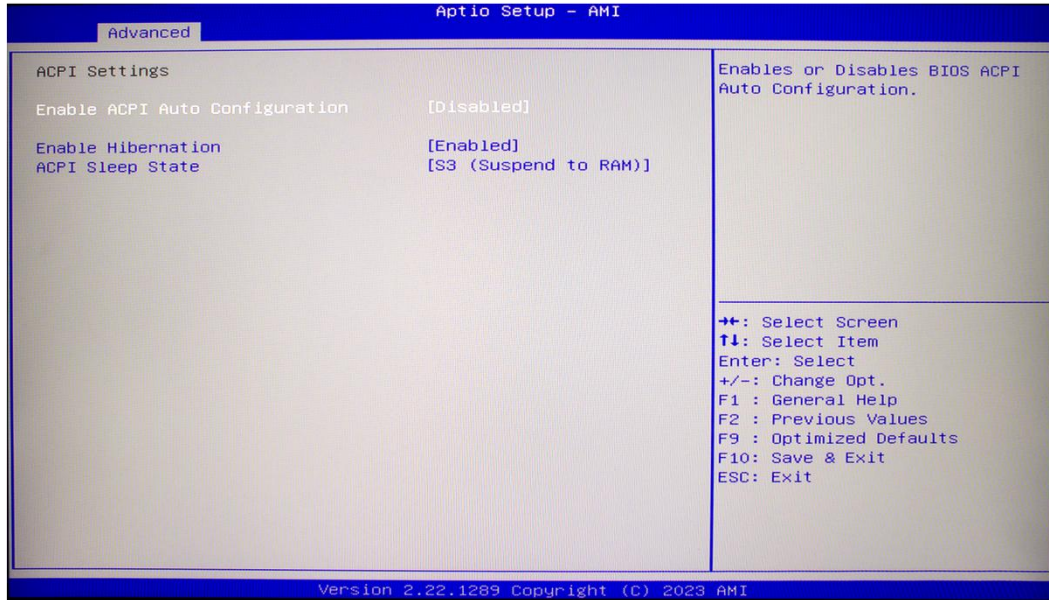 Aptio Setup – AMI
Advanced
ACPI Settings
Enable ACPI Auto Configuration [Disabled]
Enable Hibernation [Enabled]
ACPI Sleep State [S3 (Suspend to RAM)]
Enables or Disables BIOS ACPI
Auto Configuration.
→←: Select Screen
↑↓: Select Item
Enter: Select
+/-: Change Opt.
F1 : General Help
F2 : Previous Values
F9 : Optimized Defaults
F10: Save & Exit
ESC: Exit
Version 2.22.1289 Copyright (C) 2023 AMI